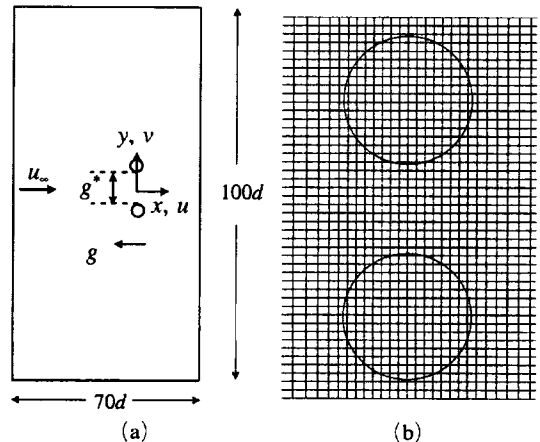 y, v
u∞
g*
x, u
g
100d
70d
(a)
(b)